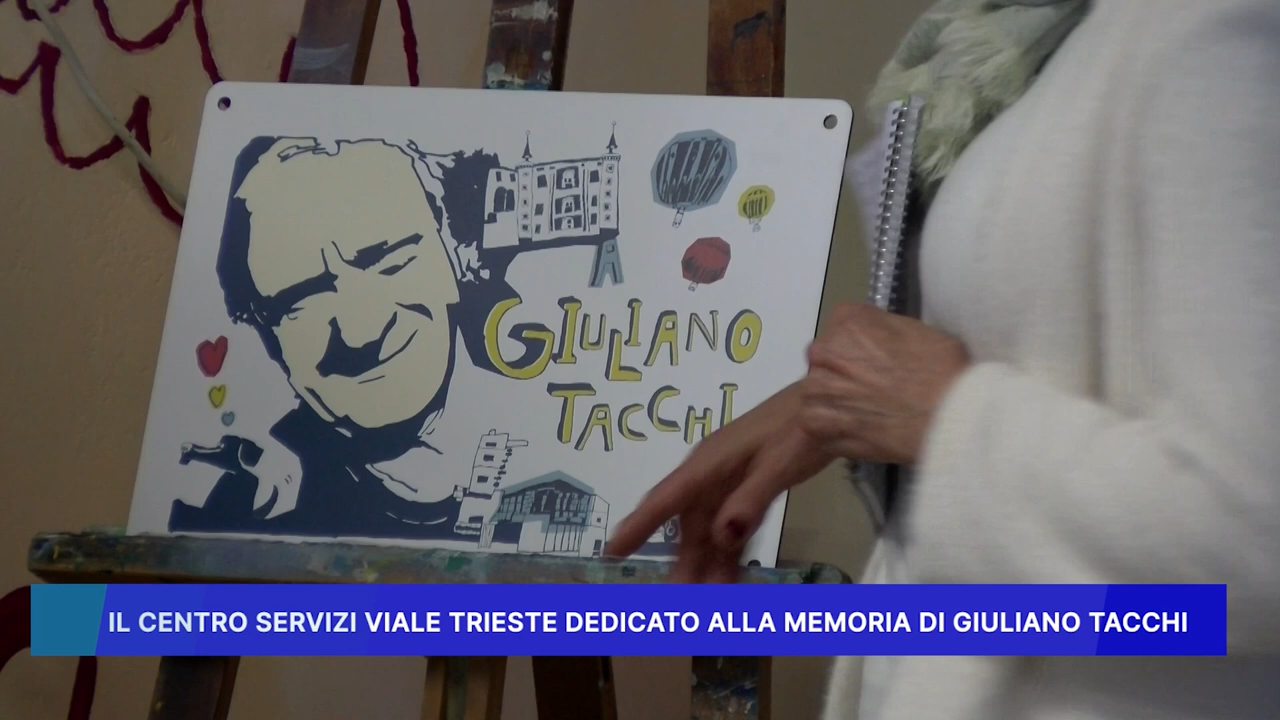 GIULIANO
TACCHI
IL CENTRO SERVIZI VIALE TRIESTE DEDICATO ALLA MEMORIA DI GIULIANO TACCHI